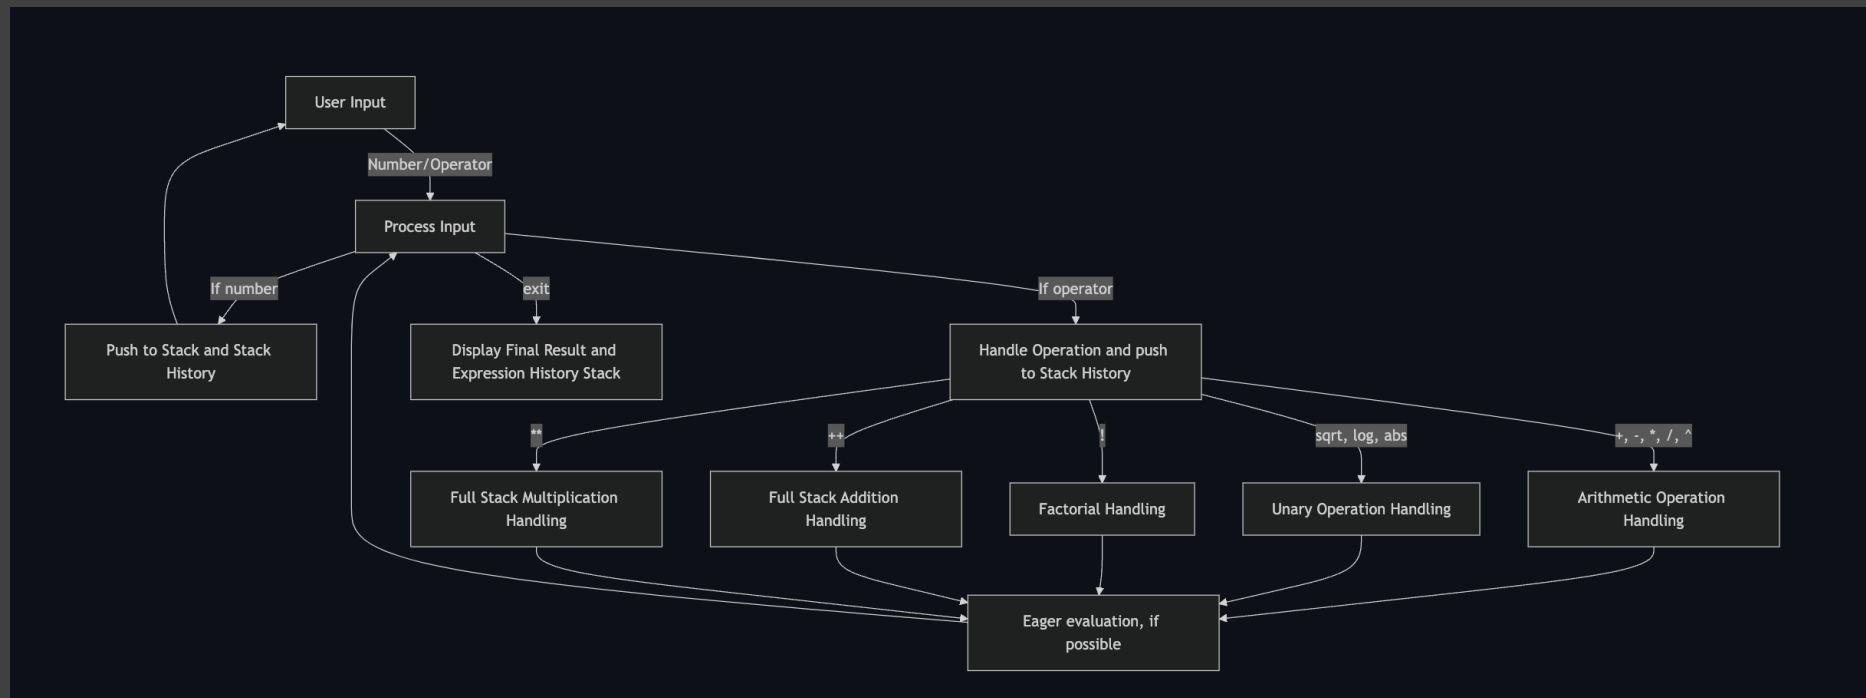 User Input
Number/Operator
Process Input
If number
exit
If operator
Push to Stack and Stack
History
Display Final Result and
Expression History Stack
Handle Operation and push
to Stack History
**
++
!
sqrt, log, abs
+, -, *, /, ^
Full Stack Multiplication
Handling
Full Stack Addition
Handling
Factorial Handling
Unary Operation Handling
Arithmetic Operation
Handling
Eager evaluation, if
possible